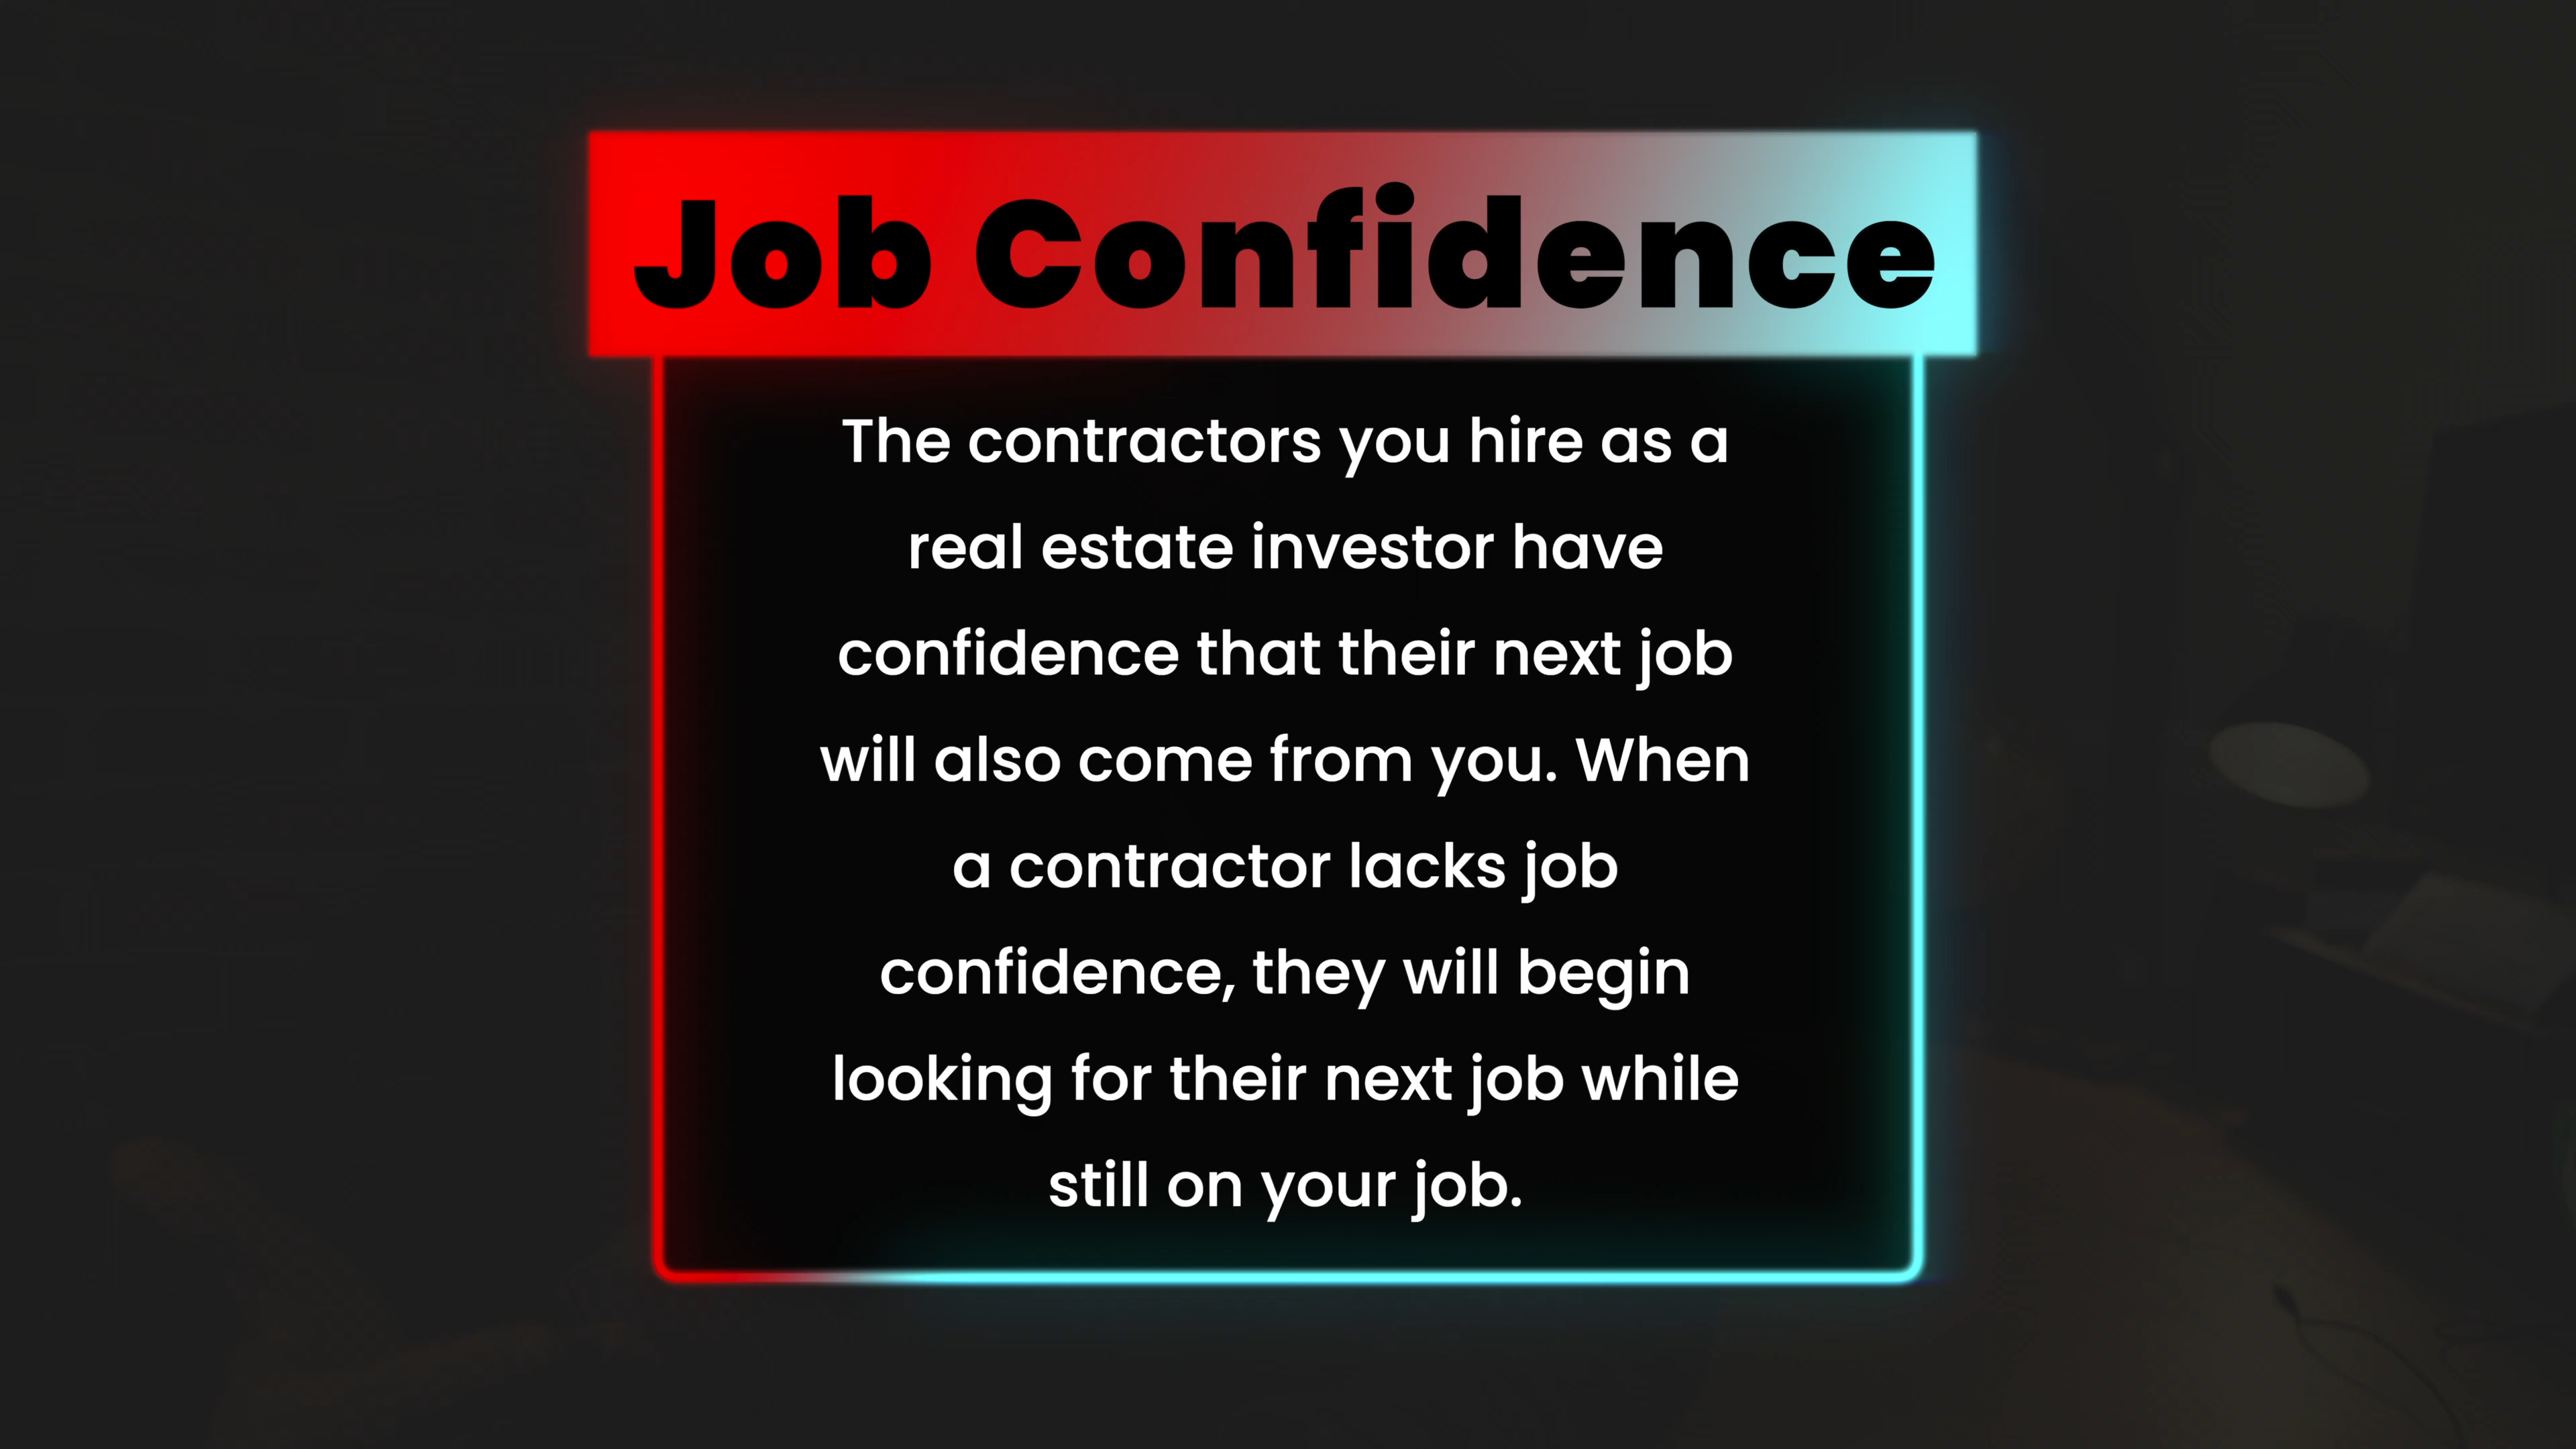 Job Confidence
The contractors you hire as a
real estate investor have
confidence that their next job
will also come from you. When
a contractor lacks job
confidence, they will begin
looking for their next job while
still on your job.